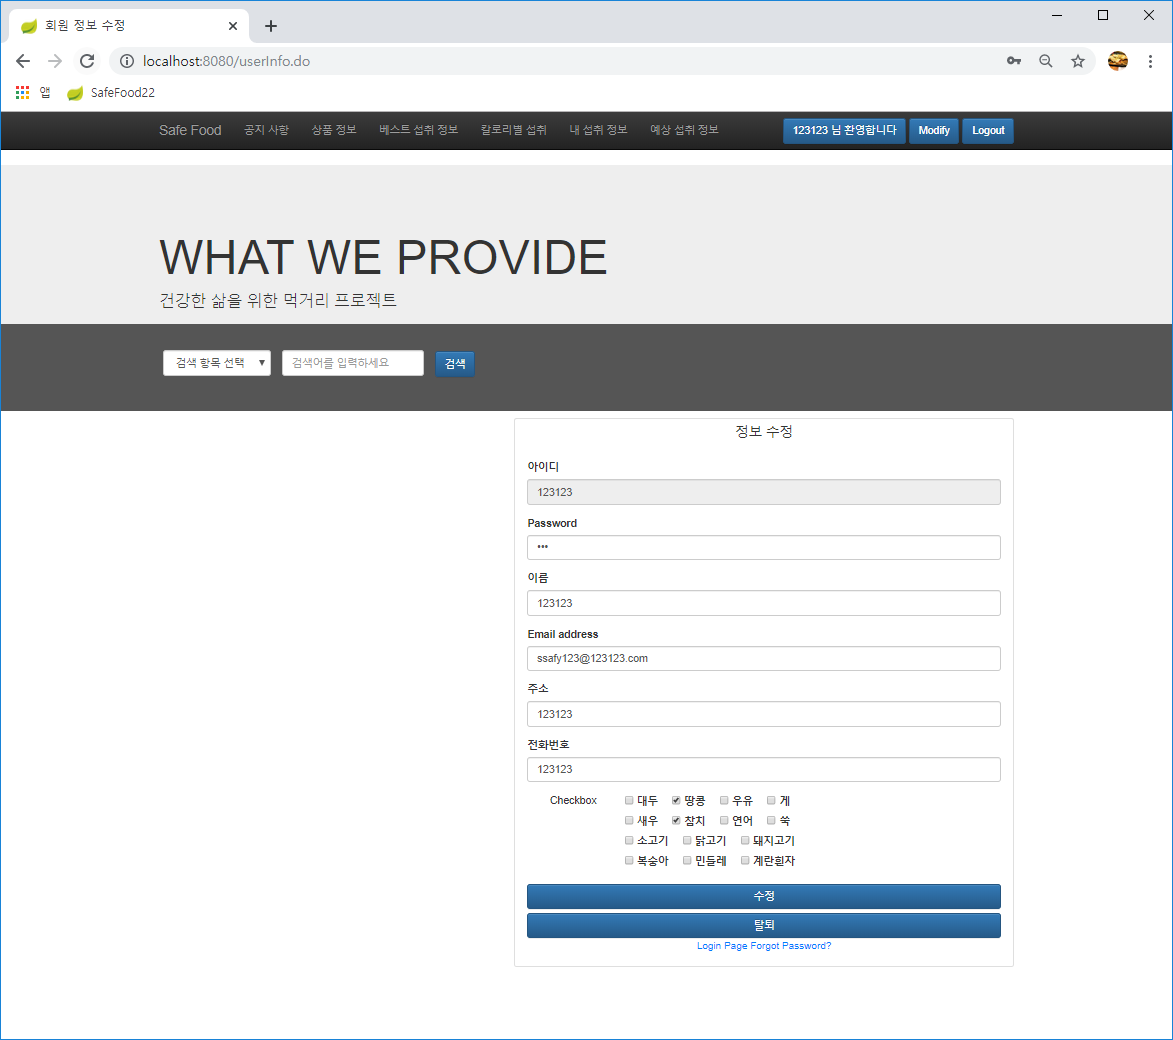 회원 정보 수정
localhost:8080/userInfo.do
앱 SafeFood22
Safe Food 공지 사항 상품 정보 베스트 섭취 정보 칼로리별 섭취 내 섭취 정보 예상 섭취 정보 123123 님 환영합니다 Modify Logout
WHAT WE PROVIDE
건강한 삶을 위한 먹거리 프로젝트
검색 항목 선택 검색어를 입력하세요 검색
정보 수정
아이디
123123
Password
•••
이름
123123
Email address
ssafy123@123123.com
주소
123123
전화번호
123123
Checkbox 대두 땅콩 우유 게
새우 참치 연어 쑥
소고기 닭고기 돼지고기
복숭아 민들레 계란흰자
수정
탈퇴
Login Page Forgot Password?